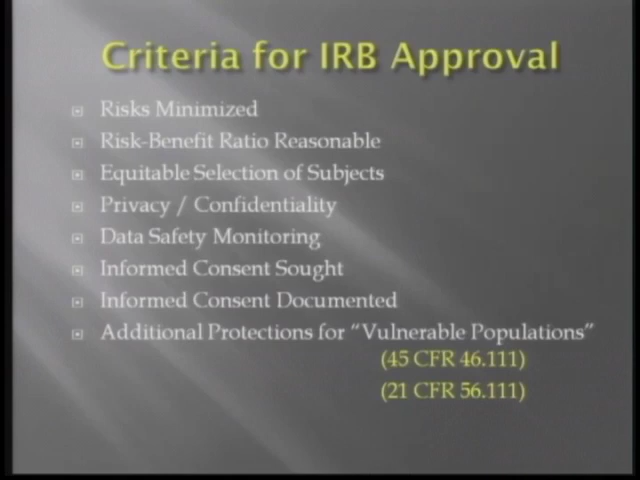 Criteria for IRB Approval
Risks Minimized
Risk-Benefit Ratio Reasonable
Equitable Selection of Subjects
Privacy / Confidentiality
Data Safety Monitoring
Informed Consent Sought
Informed Consent Documented
Additional Protections for “Vulnerable Populations”
(45 CFR 46.111)
(21 CFR 56.111)